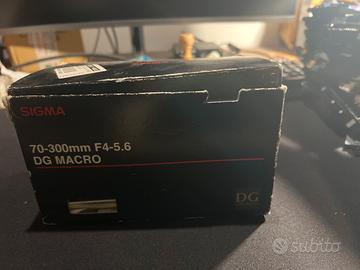 SIGMA
70-300mm F4-5.6
DG MACRO
DG
subito